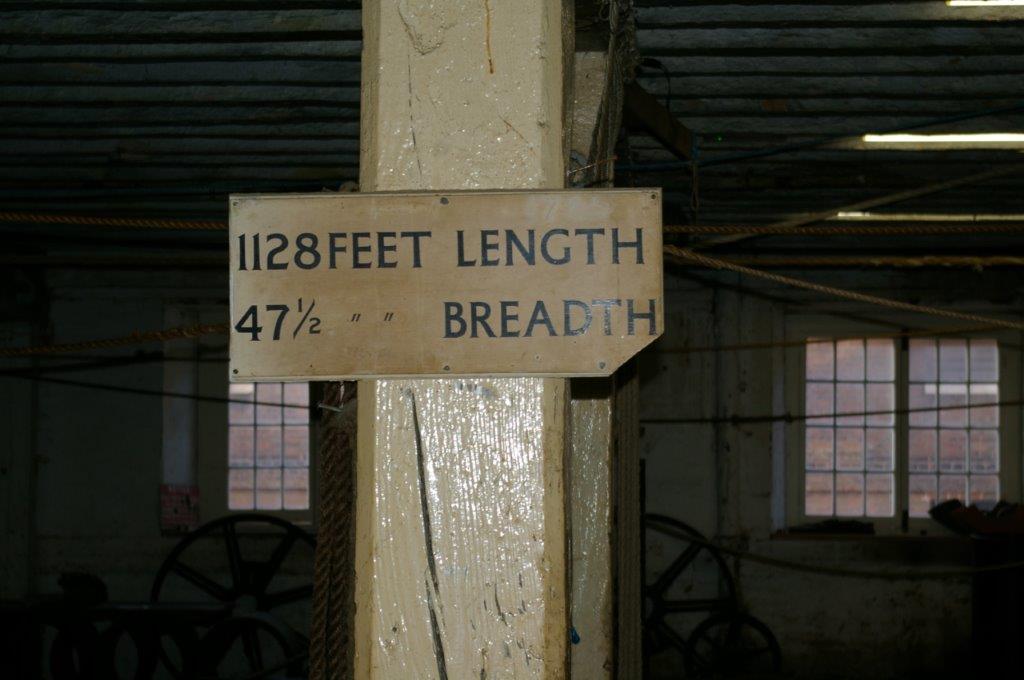 1128 FEET LENGTH
47½ " " BREADTH